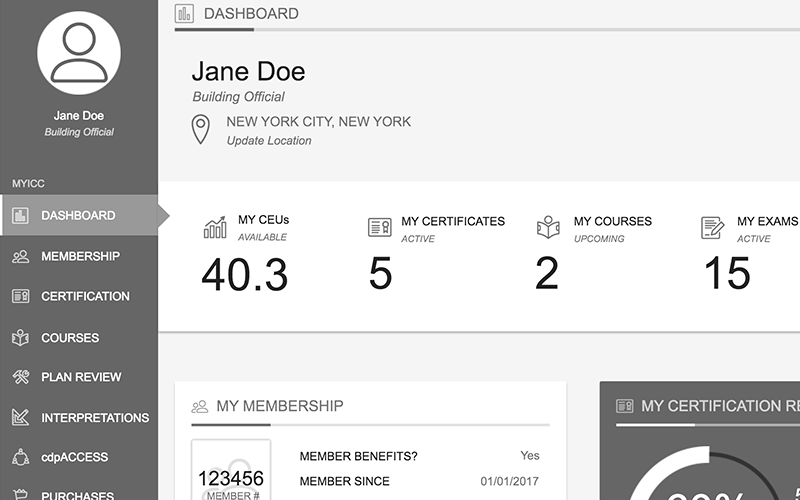 Jane Doe
Building Official
MYICC
DASHBOARD
MEMBERSHIP
CERTIFICATION
COURSES
PLAN REVIEW
INTERPRETATIONS
cdpACCESS
PURCHASES
DASHBOARD
Jane Doe
Building Official
NEW YORK CITY, NEW YORK
Update Location
MY CEUs
AVAILABLE
40.3
MY CERTIFICATES
ACTIVE
5
MY COURSES
UPCOMING
2
MY EXAMS
ACTIVE
15
MY MEMBERSHIP
123456
MEMBER #
MEMBER BENEFITS? Yes
MEMBER SINCE 01/01/2017
MY CERTIFICATION